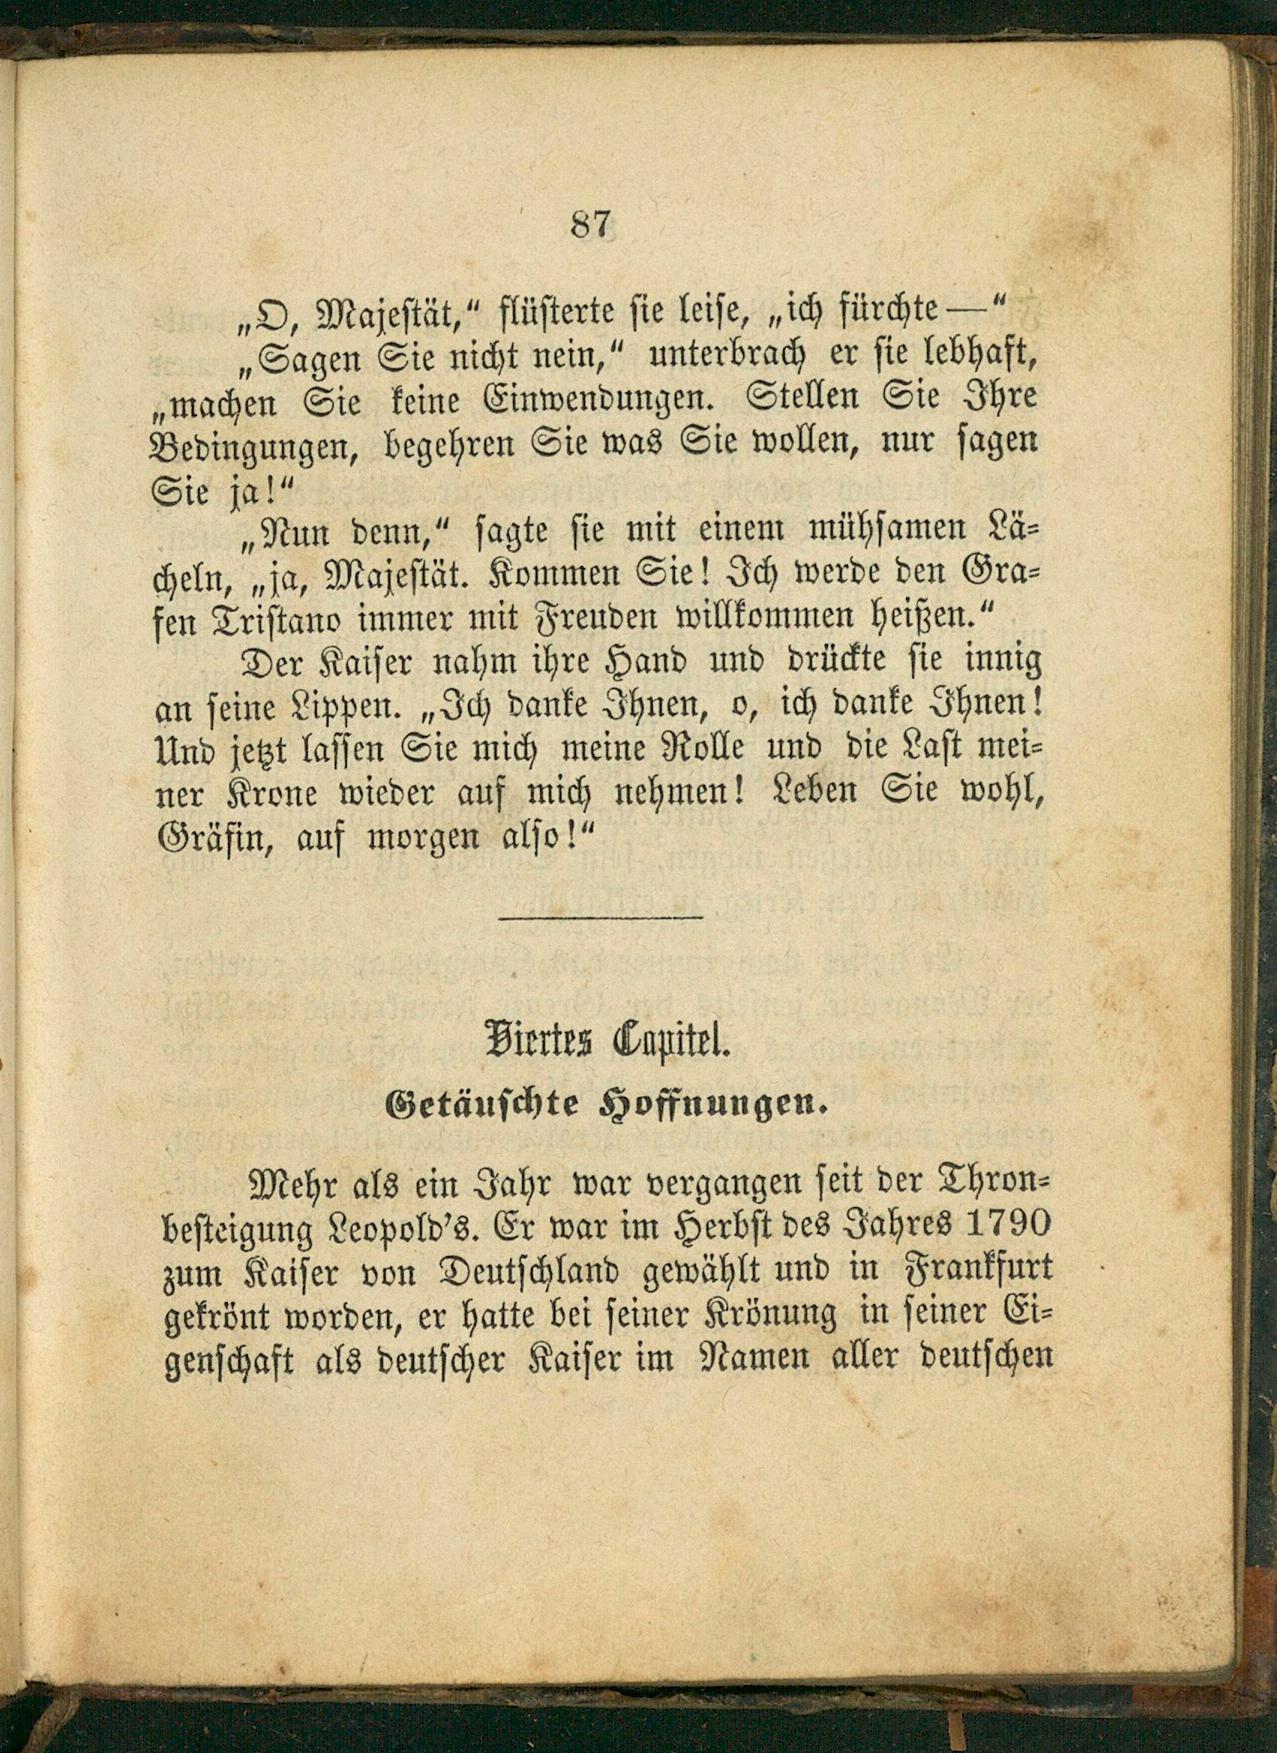 87
„O, Majestät,“ flüsterte sie leise, „ich fürchte—“
„Sagen Sie nicht nein,“ unterbrach er sie lebhaft,
„machen Sie keine Einwendungen. Stellen Sie Ihre
Bedingungen, begehren Sie was Sie wollen, nur sagen
Sie ja!“
„Nun denn,“ sagte sie mit einem mühsamen Lä-
cheln, „ja, Majestät. Kommen Sie! Ich werde den Gra-
fen Tristano immer mit Freuden willkommen heißen.“
Der Kaiser nahm ihre Hand und drückte sie innig
an seine Lippen. „Ich danke Ihnen, o, ich danke Ihnen!
Und jetzt lassen Sie mich meine Rolle und die Last mei-
ner Krone wieder auf mich nehmen! Leben Sie wohl,
Gräfin, auf morgen also!“
Viertes Capitel.
Getäuschte Hoffnungen.
Mehr als ein Jahr war vergangen seit der Thron-
besteigung Leopold’s. Er war im Herbst des Jahres 1790
zum Kaiser von Deutschland gewählt und in Frankfurt
gekrönt worden, er hatte bei seiner Krönung in seiner Ei-
genschaft als deutscher Kaiser im Namen aller deutschen